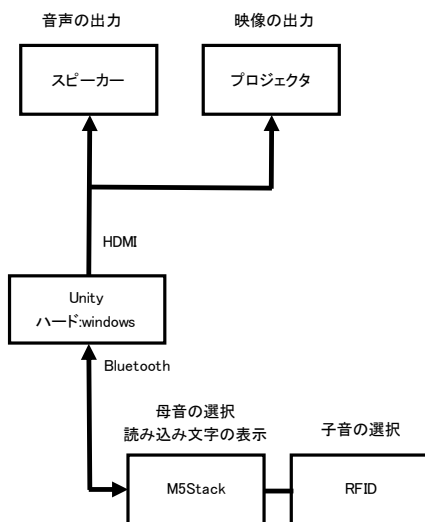 音声の出力
映像の出力
スピーカー
プロジェクタ
HDMI
Unity
ハード:windows
Bluetooth
母音の選択
読み込み文字の表示
子音の選択
M5Stack
RFID